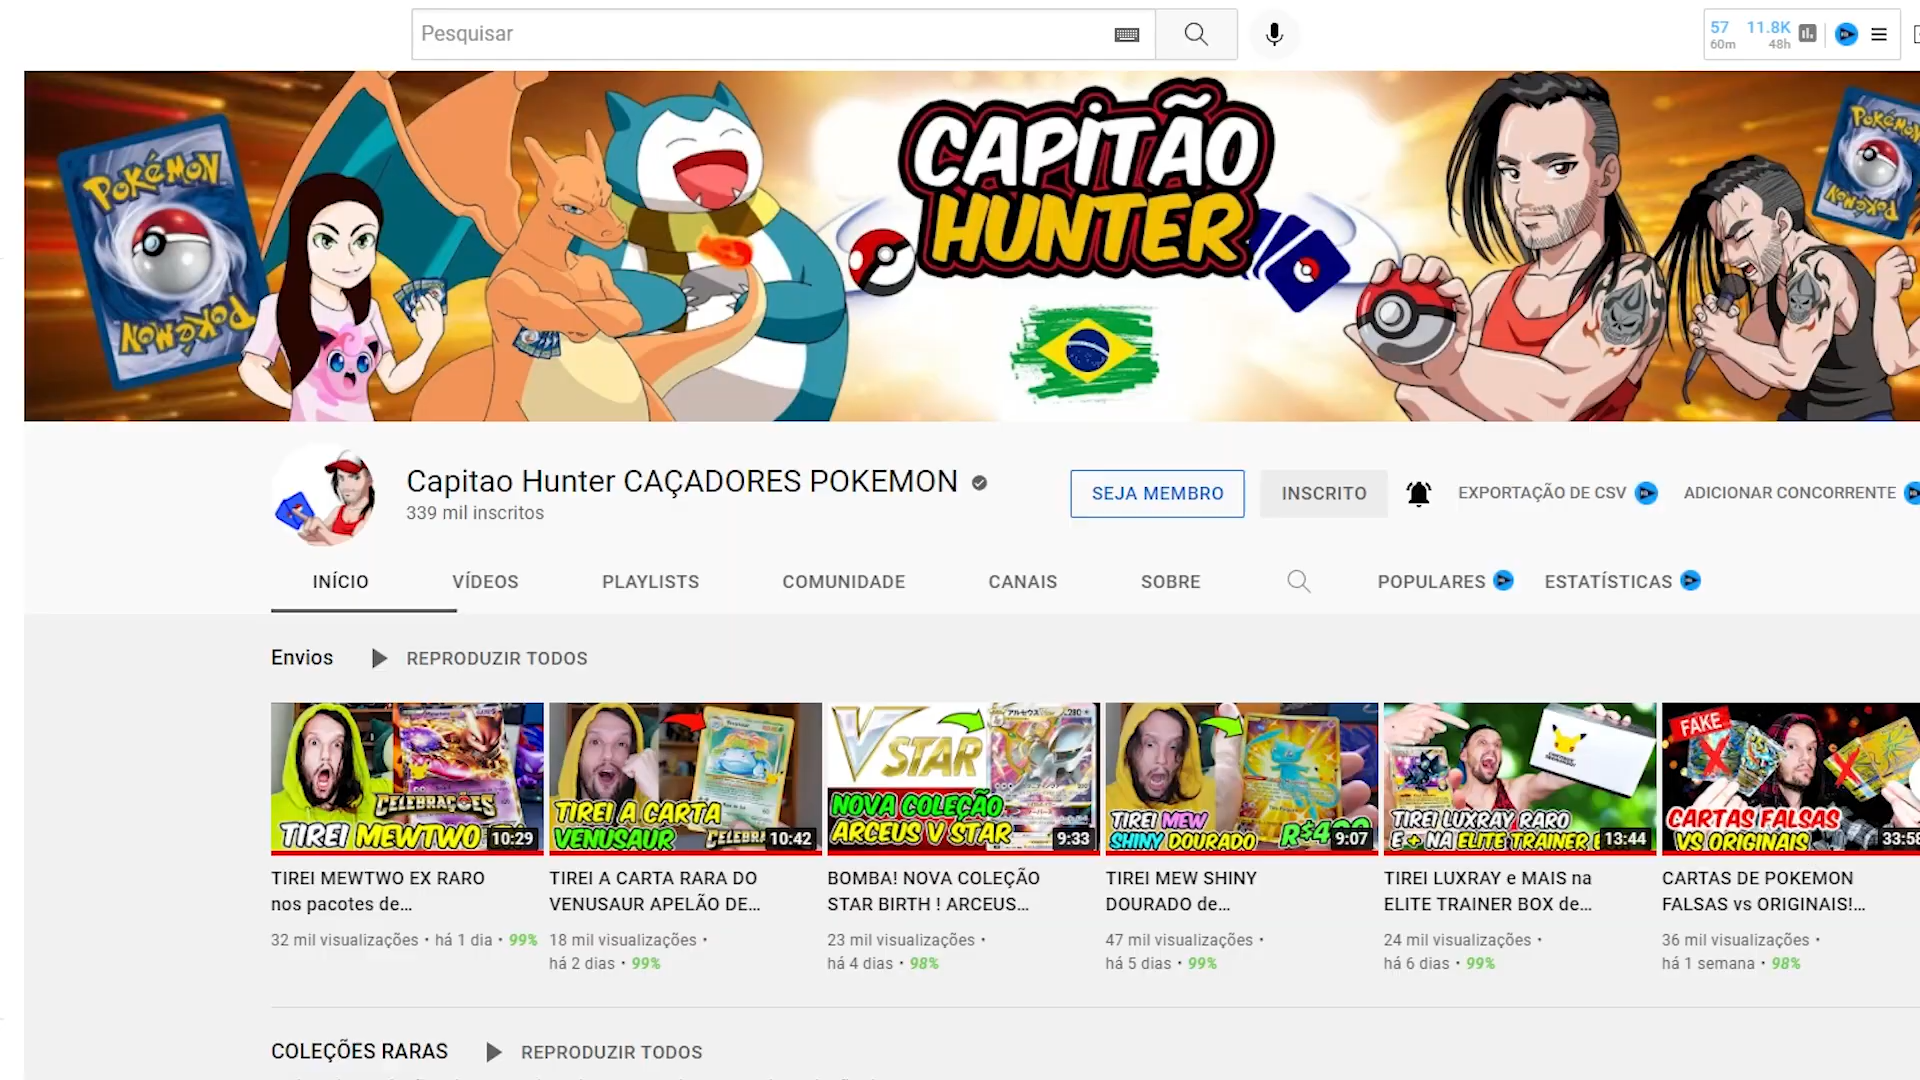 Pesquisar
57 11.8K
60m 48h
POKéMON
POKéMON
POKéMON
POKéMON
CAPITÃO
HUNTER
Capitao Hunter CAÇADORES POKEMON
339 mil inscritos
SEJA MEMBRO
INSCRITO
EXPORTAÇÃO DE CSV
ADICIONAR CONCORRENTE
INÍCIO VÍDEOS PLAYLISTS COMUNIDADE CANAIS SOBRE POPULARES ESTATÍSTICAS
Envios REPRODUZIR TODOS
CELEBRAÇÕES
TIREI MEWTWO
10:29
TIREI A CARTA
VENUSAUR
CELEBRA
10:42
V STAR
NOVA COLEÇÃO
ARCEUS V STAR
9:33
TIREI MEW
SHINY DOURADO
9:07
TIREI LUXRAY RARO
E + NA ELITE TRAINER
13:44
FAKE
CARTAS FALSAS
VS ORIGINAIS
33:58
TIREI MEWTWO EX RARO
nos pacotes de...
32 mil visualizações • há 1 dia • 99%
TIREI A CARTA RARA DO
VENUSAUR APELÃO DE...
18 mil visualizações •
há 2 dias • 99%
BOMBA! NOVA COLEÇÃO
STAR BIRTH ! ARCEUS...
23 mil visualizações •
há 4 dias • 98%
TIREI MEW SHINY
DOURADO de...
47 mil visualizações •
há 5 dias • 99%
TIREI LUXRAY e MAIS na
ELITE TRAINER BOX de...
24 mil visualizações •
há 6 dias • 99%
CARTAS DE POKEMON
FALSAS vs ORIGINAIS!...
36 mil visualizações •
há 1 semana • 98%
COLEÇÕES RARAS REPRODUZIR TODOS